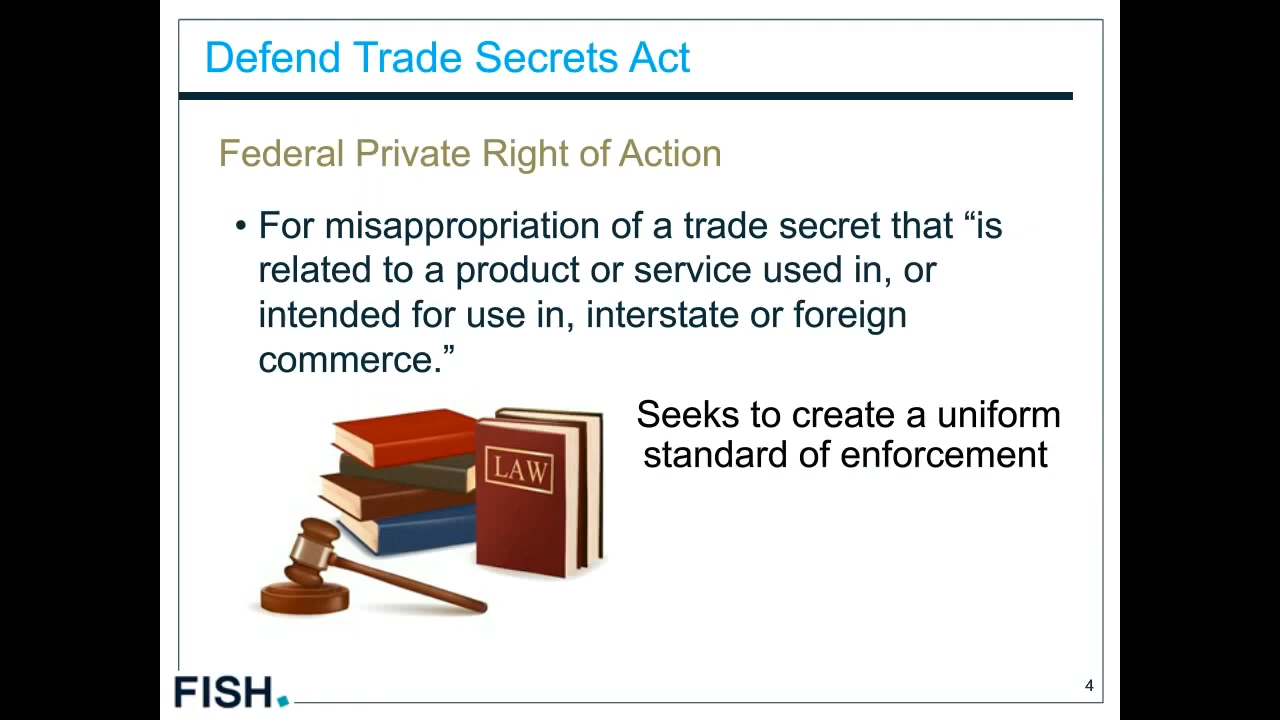 Defend Trade Secrets Act
Federal Private Right of Action
• For misappropriation of a trade secret that “is
related to a product or service used in, or
intended for use in, interstate or foreign
commerce.”
LAW
Seeks to create a uniform
standard of enforcement
FISH.
4